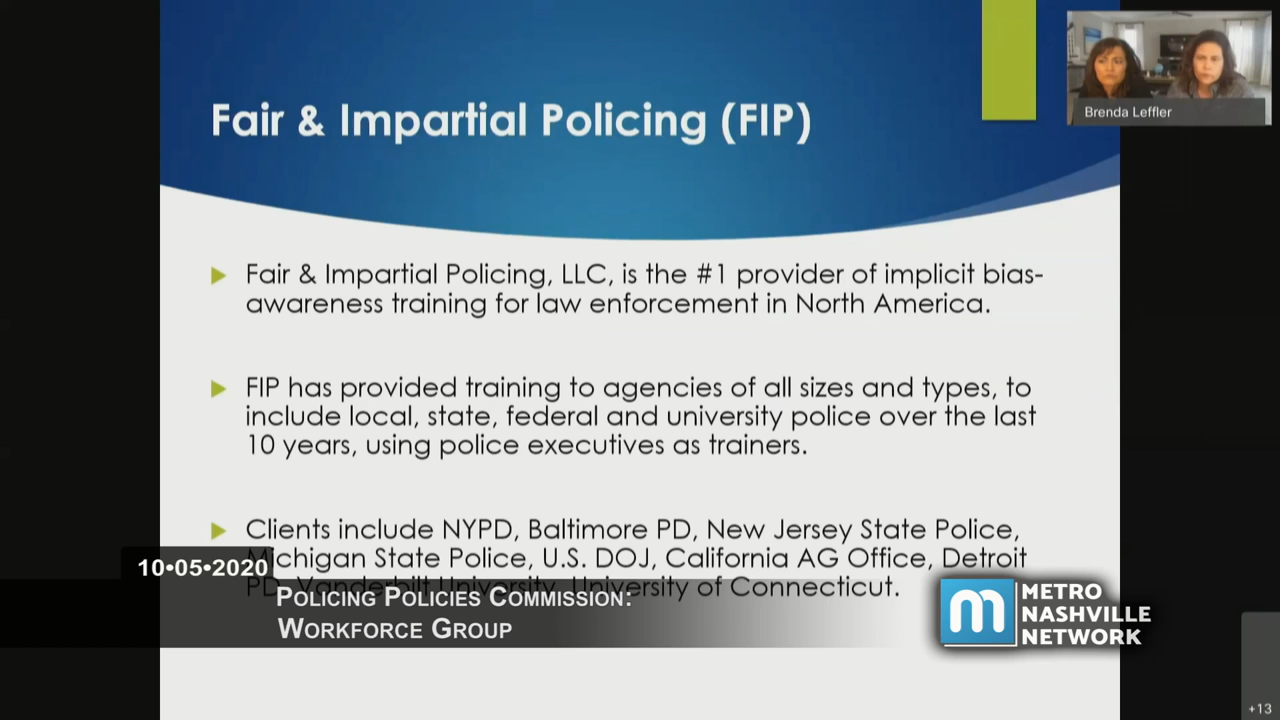 Fair & Impartial Policing (FIP)
Brenda Leffler
Fair & Impartial Policing, LLC, is the #1 provider of implicit bias-
awareness training for law enforcement in North America.
FIP has provided training to agencies of all sizes and types, to
include local, state, federal and university police over the last
10 years, using police executives as trainers.
Clients include NYPD, Baltimore PD, New Jersey State Police,
Michigan State Police, U.S. DOJ, California AG Office, Detroit
PD, Vanderbilt University, University of Connecticut.
10•05•2020
POLICING POLICIES COMMISSION:
WORKFORCE GROUP
m
METRO
NASHVILLE
NETWORK
+13